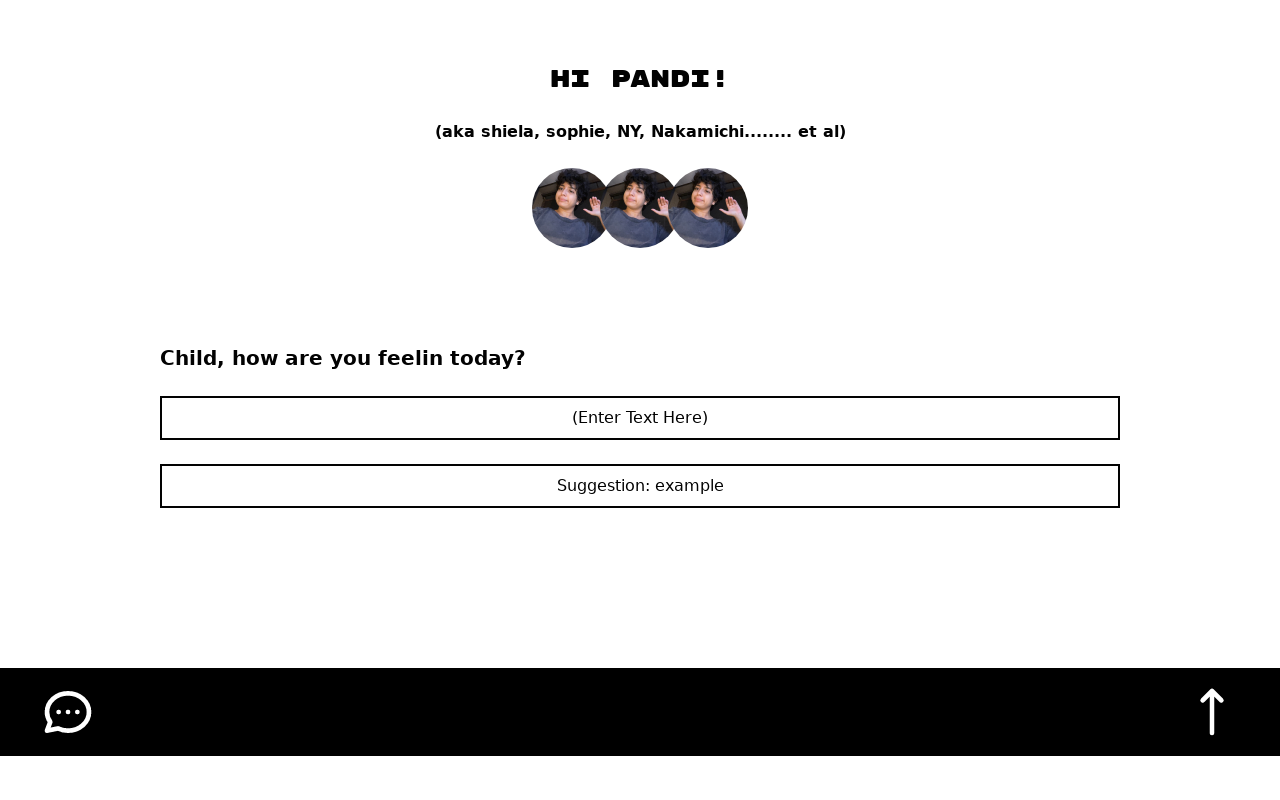 HI PANDI!
(aka shiela, sophie, NY, Nakamichi........ et al)
Child, how are you feelin today?
(Enter Text Here)
Suggestion: example